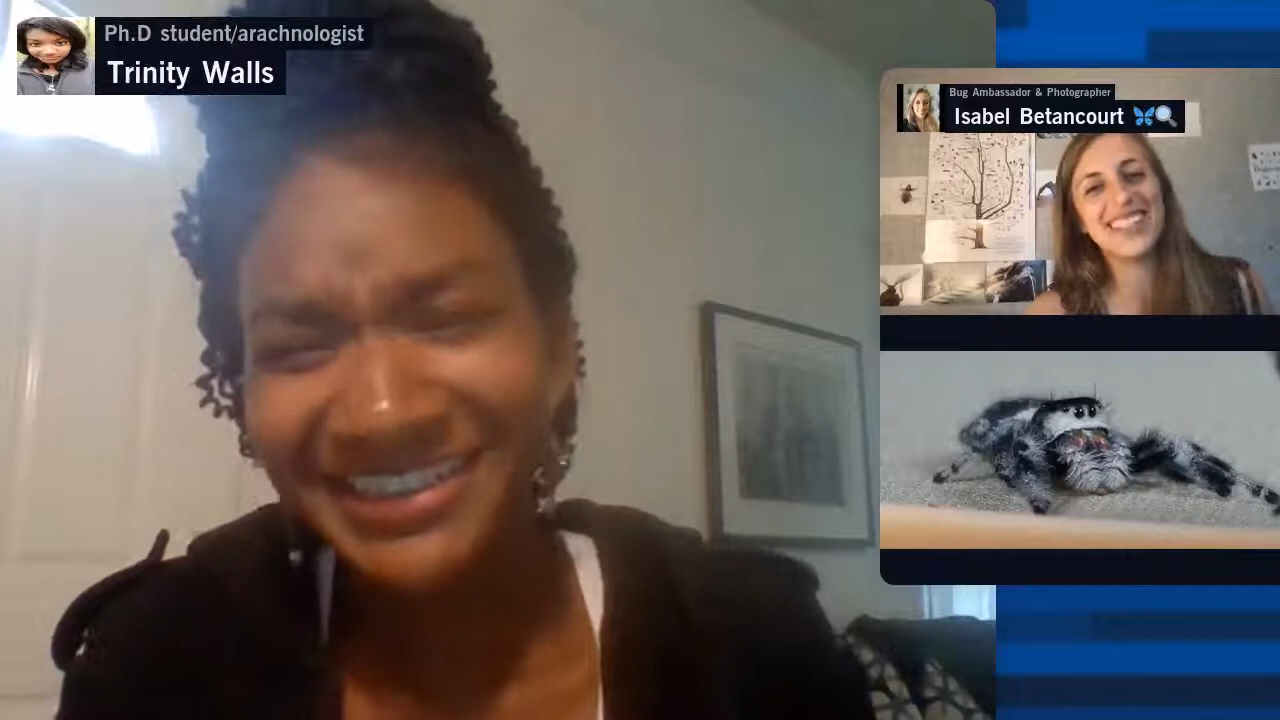 Ph.D student/arachnologist
Trinity Walls
Bug Ambassador & Photographer
Isabel Betancourt 🦋🔍